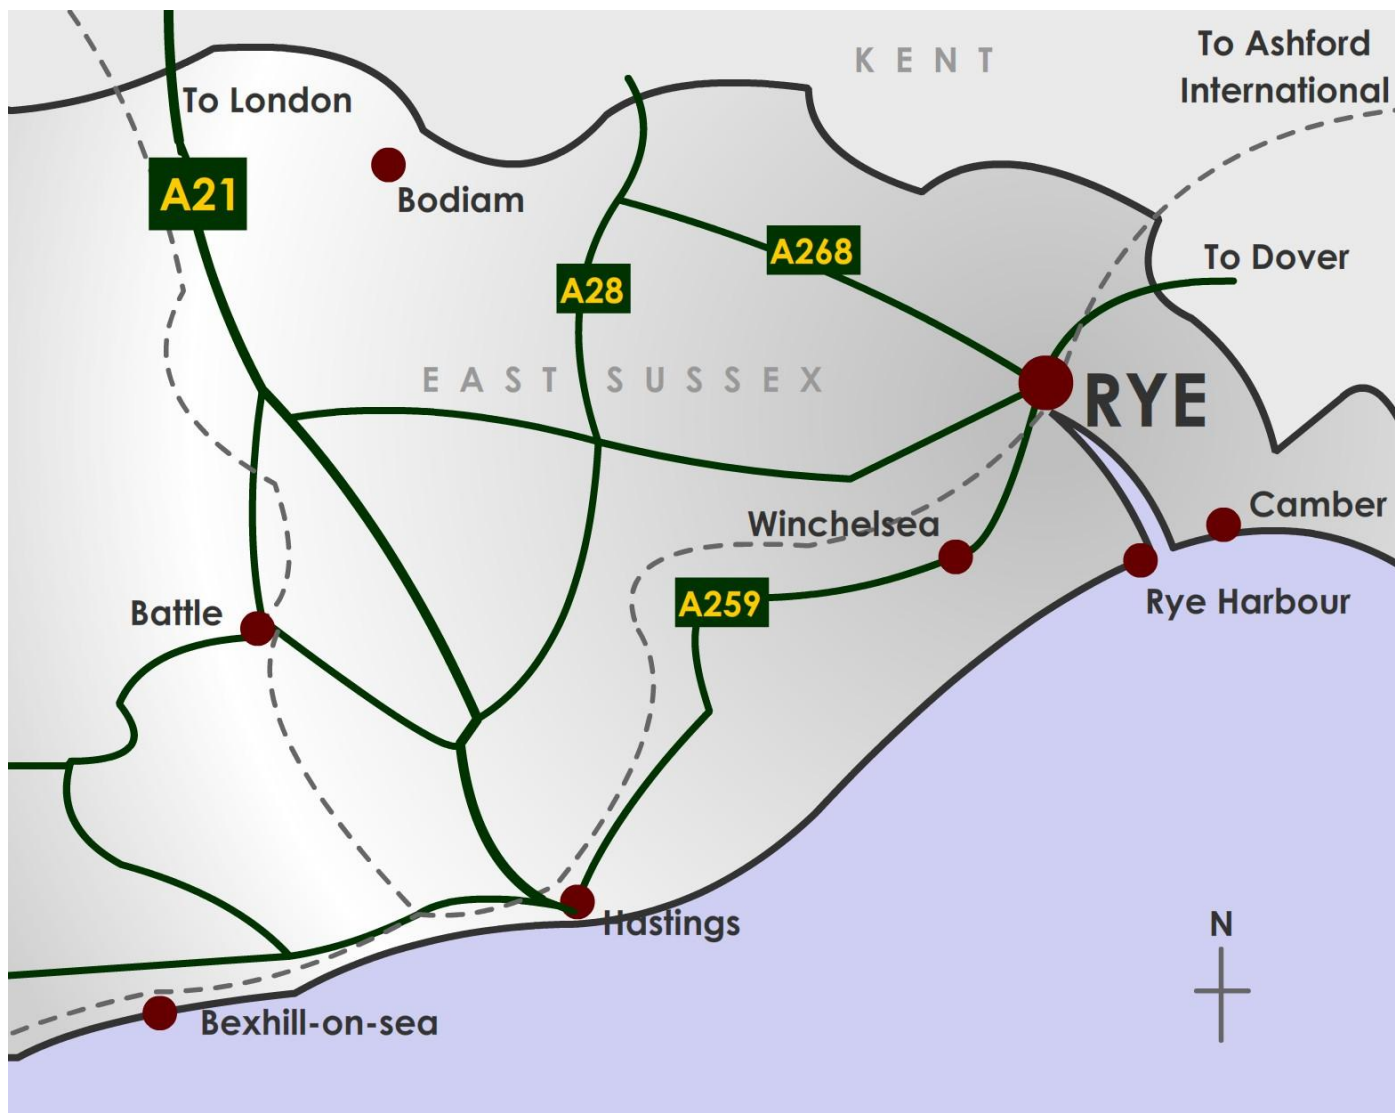 KENT
To Ashford
International
To London
A21
Bodiam
A268
To Dover
A28
EAST SUSSEX
RYE
Winchelsea
Camber
A259
Rye Harbour
Battle
Hastings
N
Bexhill-on-sea